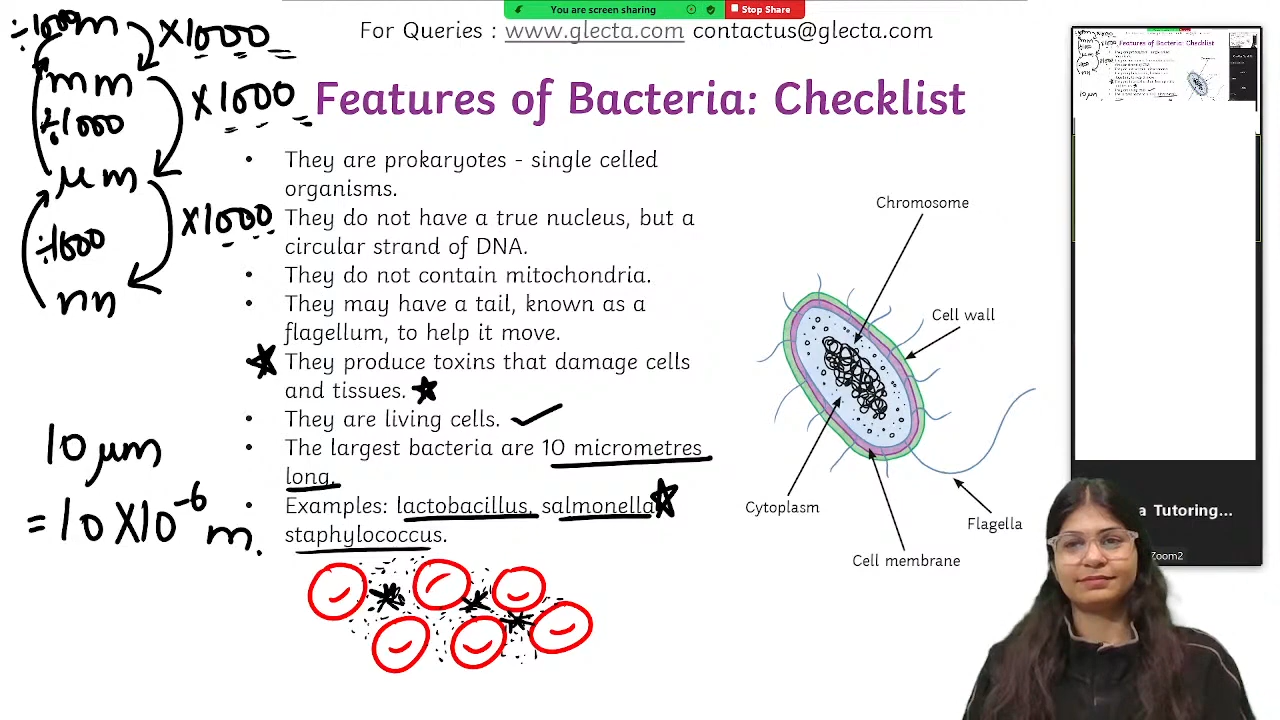 You are screen sharing
Stop Share
For Queries : www.glecta.com contactus@glecta.com
Features of Bacteria: Checklist
÷1000 m
×1000
mm
×1000
÷1000
μm
×1000
÷1000
nn
• They are prokaryotes - single celled
organisms.
• They do not have a true nucleus, but a
circular strand of DNA.
• They do not contain mitochondria.
• They may have a tail, known as a
flagellum, to help it move.
They produce toxins that damage cells
and tissues.
• They are living cells.
• The largest bacteria are 10 micrometres
long.
• Examples: lactobacillus, salmonella
staphylococcus.
10 μm
= 10 × 10⁻⁶ m.
Chromosome
Cell wall
Cytoplasm
Cell membrane
Flagella
a Tutoring...
Zoom2